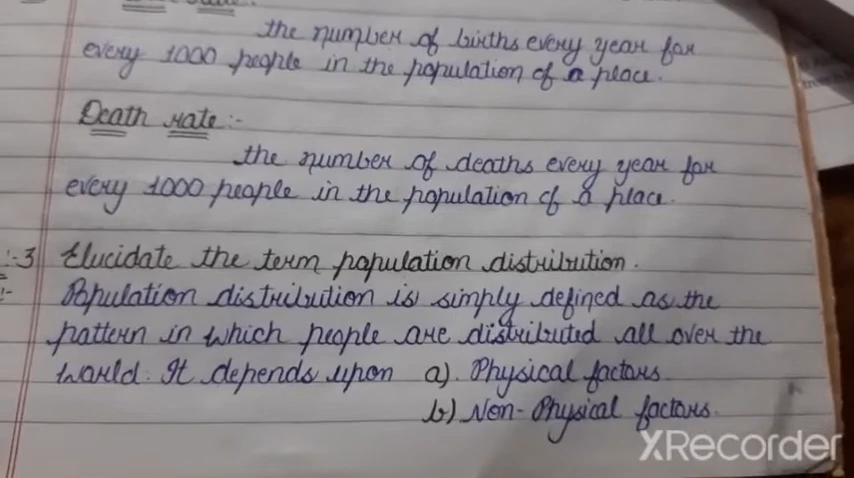 the number of births every year for
every 1000 people in the population of a place.
Death rate:-
the number of deaths every year for
every 1000 people in the population of a place.
:-3 Elucidate the term population distribution.
:- Population distribution is simply defined as the
pattern in which people are distributed all over the
world. It depends upon a). Physical factors
b) Non-Physical factors.
XRecorder